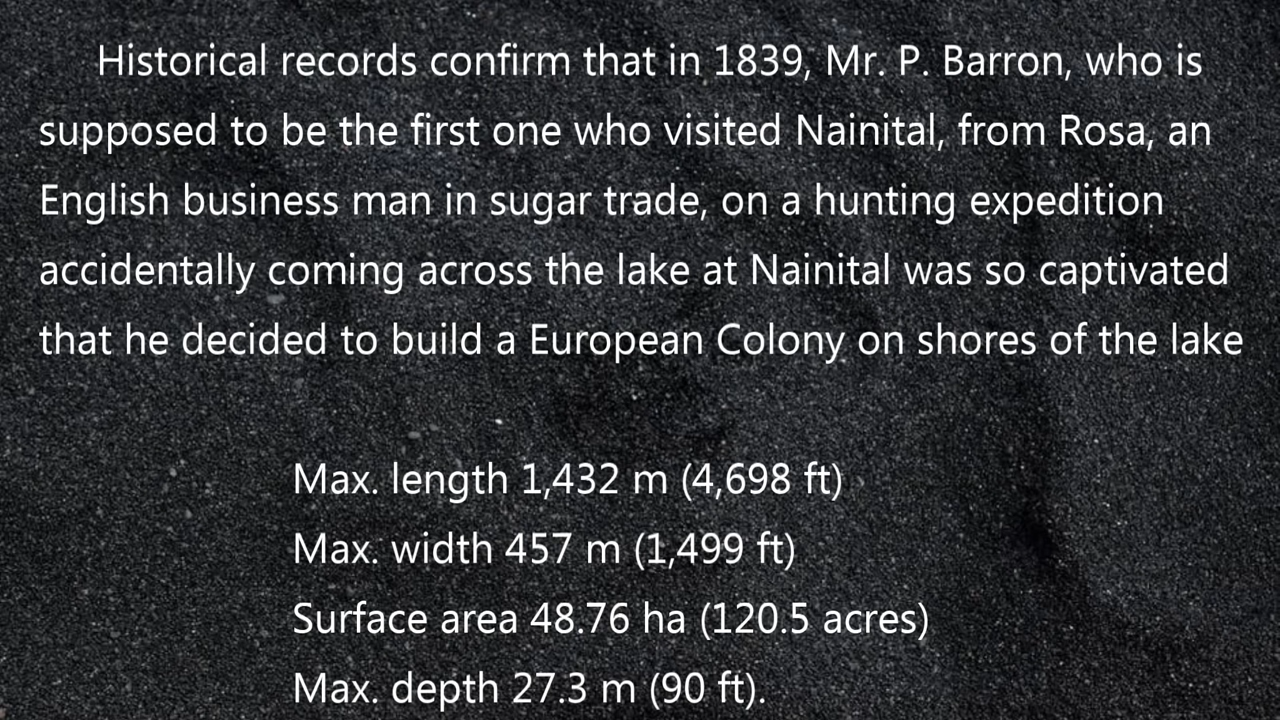 Historical records confirm that in 1839, Mr. P. Barron, who is
supposed to be the first one who visited Nainital, from Rosa, an
English business man in sugar trade, on a hunting expedition
accidentally coming across the lake at Nainital was so captivated
that he decided to build a European Colony on shores of the lake
Max. length 1,432 m (4,698 ft)
Max. width 457 m (1,499 ft)
Surface area 48.76 ha (120.5 acres)
Max. depth 27.3 m (90 ft).